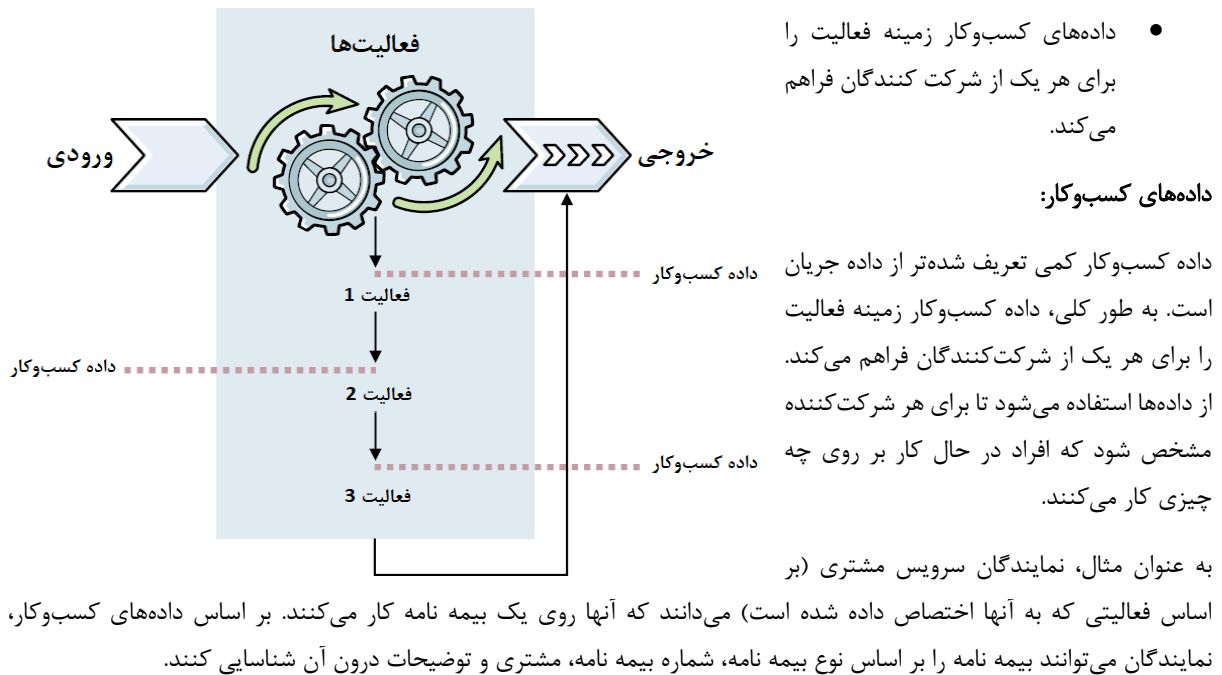 • داده‌های کسب‌وکار زمینه فعالیت را
برای هر یک از شرکت کنندگان فراهم
می‌کند.
داده‌های کسب‌وکار:
داده کسب‌وکار کمی تعریف شده‌تر از داده جریان
است. به طور کلی، داده کسب‌وکار زمینه فعالیت
را برای هر یک از شرکت‌کنندگان فراهم می‌کند.
از داده‌ها استفاده می‌شود تا برای هر شرکت‌کننده
مشخص شود که افراد در حال کار بر روی چه
چیزی کار می‌کنند.
فعالیت‌ها
ورودی
خروجی
داده کسب‌وکار
فعالیت 1
داده کسب‌وکار
فعالیت 2
داده کسب‌وکار
فعالیت 3
به عنوان مثال، نمایندگان سرویس مشتری (بر
اساس فعالیتی که به آنها اختصاص داده شده است) می‌دانند که آنها روی یک بیمه نامه کار می‌کنند. بر اساس داده‌های کسب‌وکار،
نمایندگان می‌توانند بیمه نامه را بر اساس نوع بیمه نامه، شماره بیمه نامه، مشتری و توضیحات درون آن شناسایی کنند.